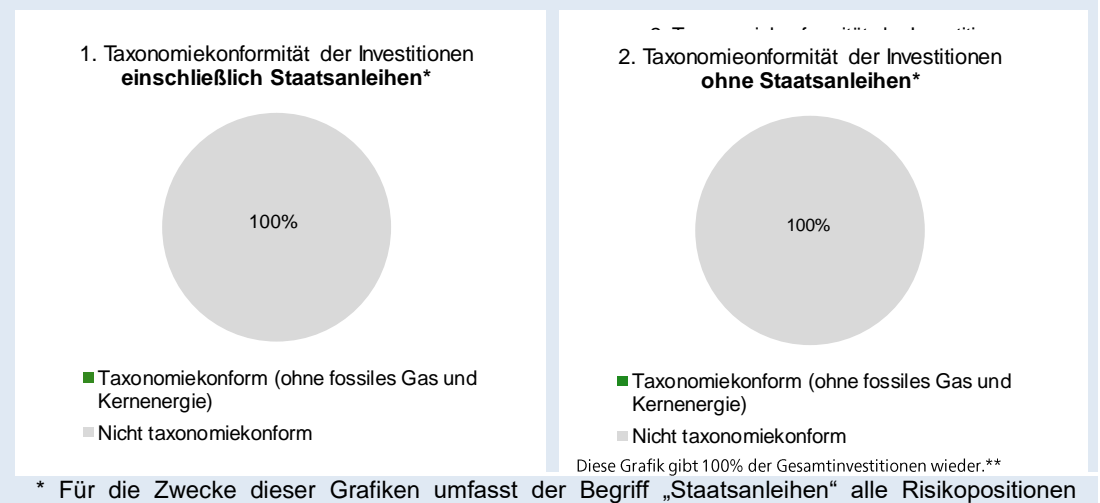 1. Taxonomiekonformität der Investitionen
einschließlich Staatsanleihen*
100%
Taxonomiekonform (ohne fossiles Gas und
Kernenergie)
Nicht taxonomiekonform
2. Taxonomieonformität der Investitionen
ohne Staatsanleihen*
100%
Taxonomiekonform (ohne fossiles Gas und
Kernenergie)
Nicht taxonomiekonform
Diese Grafik gibt 100% der Gesamtinvestitionen wieder.**
* Für die Zwecke dieser Grafiken umfasst der Begriff „Staatsanleihen“ alle Risikopositionen